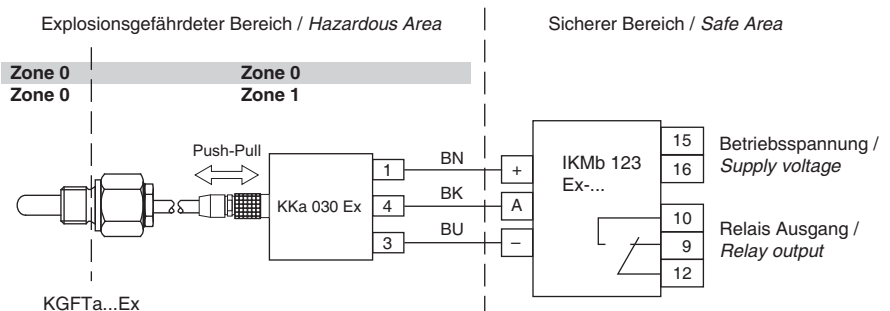 Explosionsgefährdeter Bereich / Hazardous Area
Sicherer Bereich / Safe Area
Zone 0
Zone 0
Zone 0
Zone 1
Push-Pull
KKa 030 Ex
1
4
3
BN
BK
BU
+
A
–
IKMb 123
Ex-...
15
16
10
9
12
Betriebsspannung /
Supply voltage
Relais Ausgang /
Relay output
KGFTa...Ex